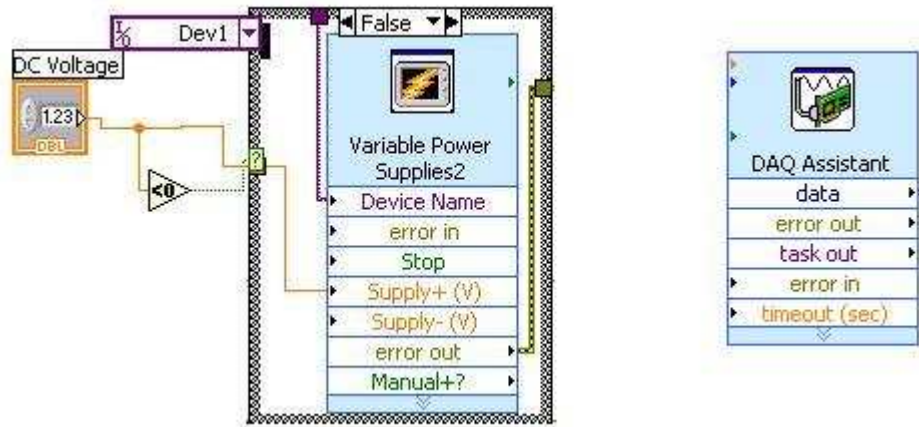 I/O Dev1
False
DC Voltage
1.23
DBL
?
<0
Variable Power
Supplies2
Device Name
error in
Stop
Supply+ (V)
Supply- (V)
error out
Manual+?
DAQ Assistant
data
error out
task out
error in
timeout (sec)